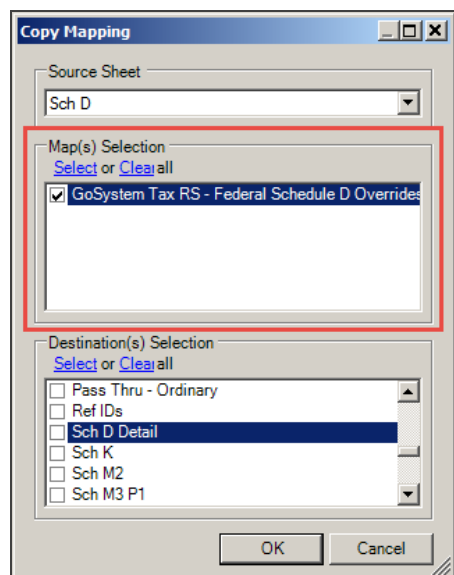 Copy Mapping
Source Sheet
Sch D
Map(s) Selection
Select or Clear all
GoSystem Tax RS - Federal Schedule D Overrides
Destination(s) Selection
Select or Clear all
Pass Thru - Ordinary
Ref IDs
Sch D Detail
Sch K
Sch M2
Sch M3 P1
OK
Cancel